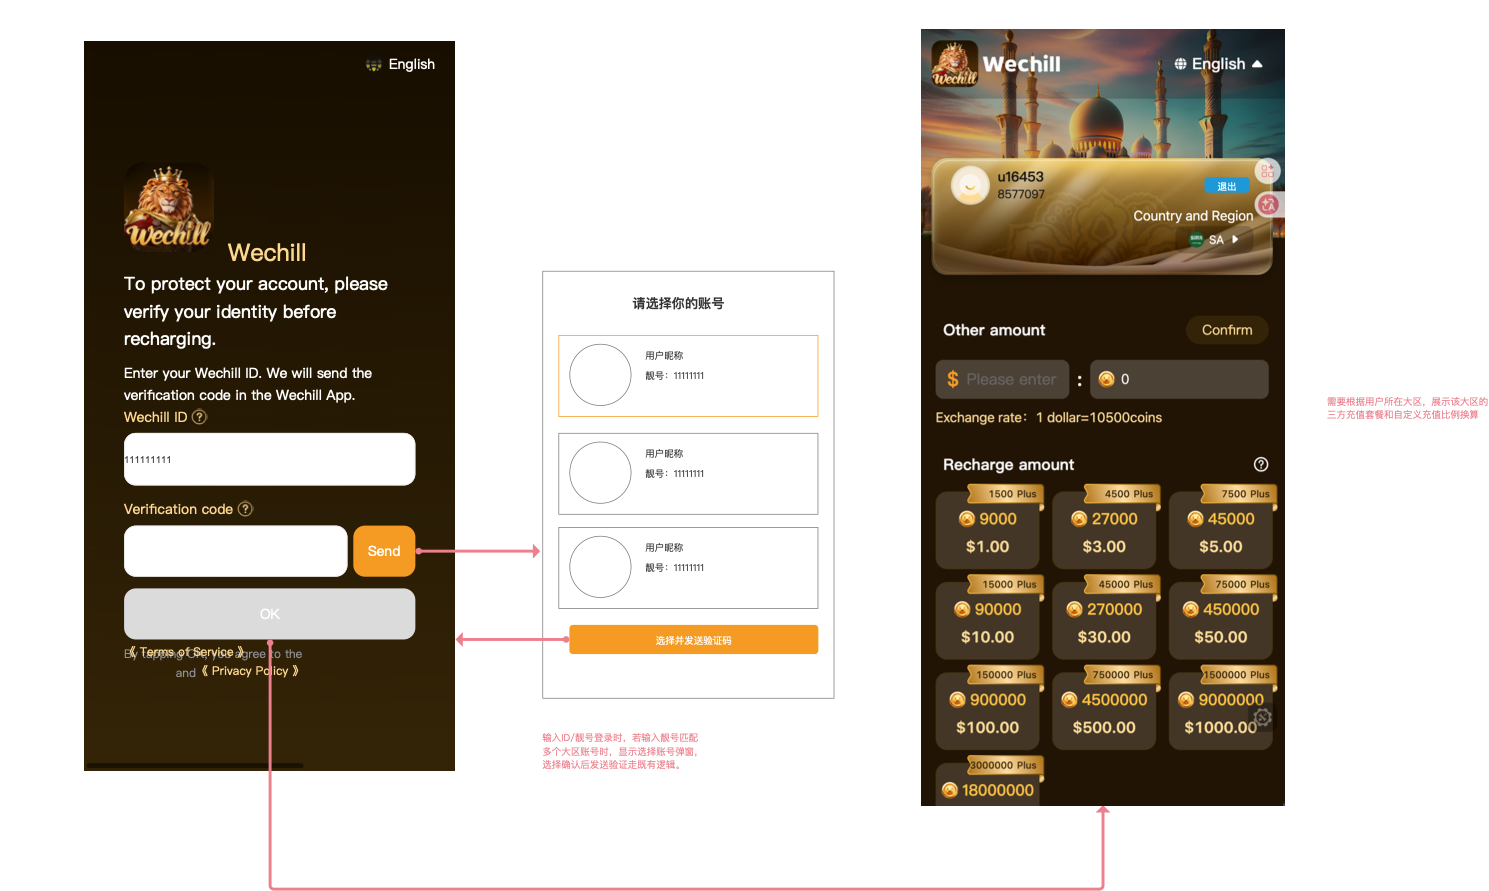 English
Wechill
Wechill
To protect your account, please
verify your identity before
recharging.
Enter your Wechill ID. We will send the
verification code in the Wechill App.
Wechill ID ?
111111111
Verification code ?
Send
OK
By tapping OK, you agree to the
《 Terms of Service 》
and 《 Privacy Policy 》
请选择你的账号
用户昵称
靓号：11111111
用户昵称
靓号：11111111
用户昵称
靓号：11111111
选择并发送验证码
输入ID/靓号登录时，若输入靓号匹配
多个大区账号时，显示选择账号弹窗，
选择确认后发送验证走既有逻辑。
Wechill
Wechill
English
u16453
8577097
退出
Country and Region
SA
Other amount
Confirm
$ Please enter : 0
Exchange rate：1 dollar=10500coins
Recharge amount ?
1500 Plus 4500 Plus 7500 Plus
9000 27000 45000
$1.00 $3.00 $5.00
15000 Plus 45000 Plus 75000 Plus
90000 270000 450000
$10.00 $30.00 $50.00
150000 Plus 750000 Plus 1500000 Plus
900000 4500000 9000000
$100.00 $500.00 $1000.00
3000000 Plus
18000000
需要根据用户所在大区，展示该大区的
三方充值套餐和自定义充值比例换算